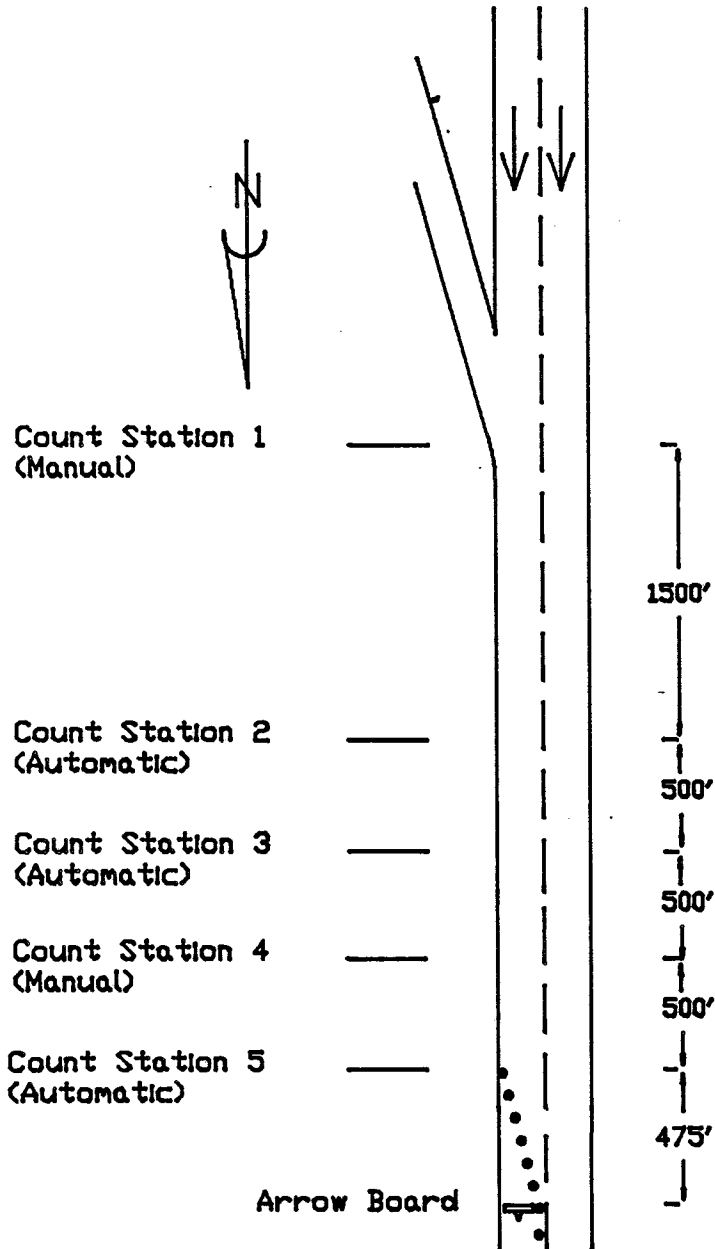 N
Count Station 1
(Manual)
1500'
Count Station 2
(Automatic)
500'
Count Station 3
(Automatic)
500'
Count Station 4
(Manual)
500'
Count Station 5
(Automatic)
475'
Arrow Board